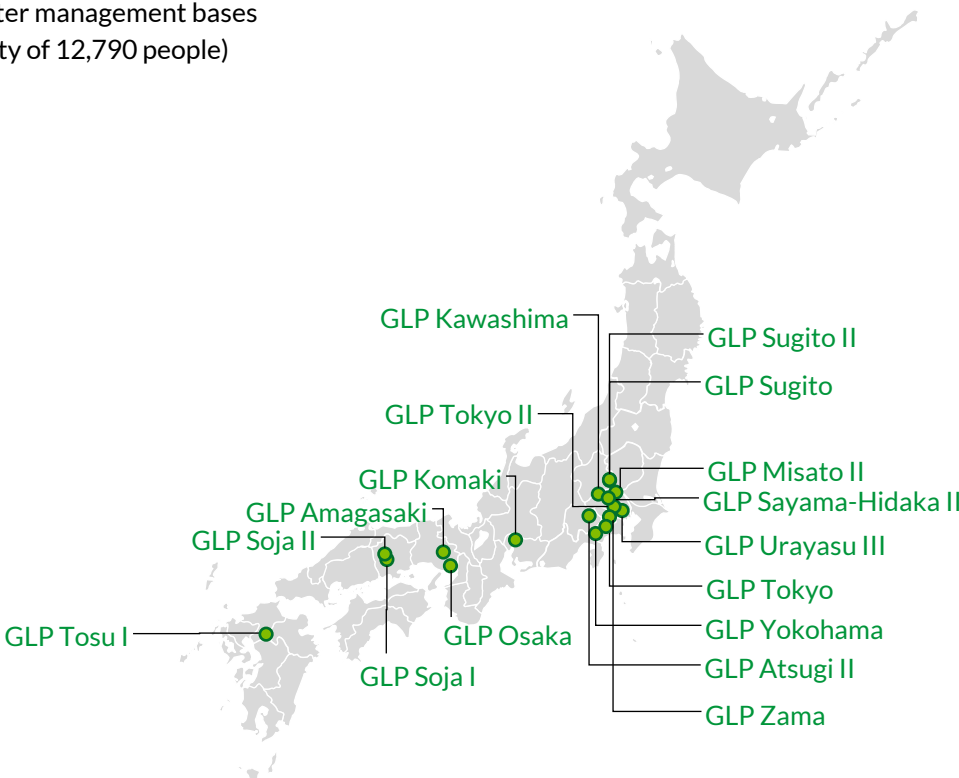 management bases
of 12,790 people)
GLP Kawashima
GLP Sugito II
GLP Sugito
GLP Tokyo II
GLP Misato II
GLP Komaki
GLP Sayama-Hidaka II
GLP Amagasaki
GLP Soja II
GLP Urayasu III
GLP Tokyo
GLP Yokohama
GLP Tosu I
GLP Osaka
GLP Atsugi II
GLP Soja I
GLP Zama